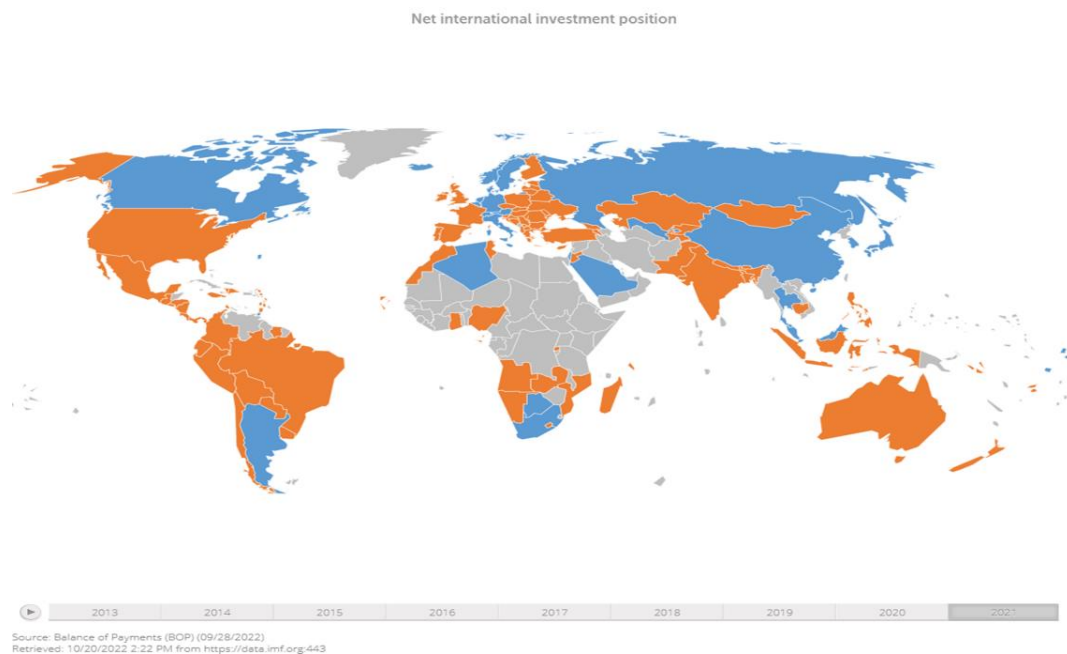 Net international investment position
2013 2014 2015 2016 2017 2018 2019 2020 2021
Source: Balance of Payments (BOP) (09/28/2022)
Retrieved: 10/20/2022 2:22 PM from https://data.imf.org:443